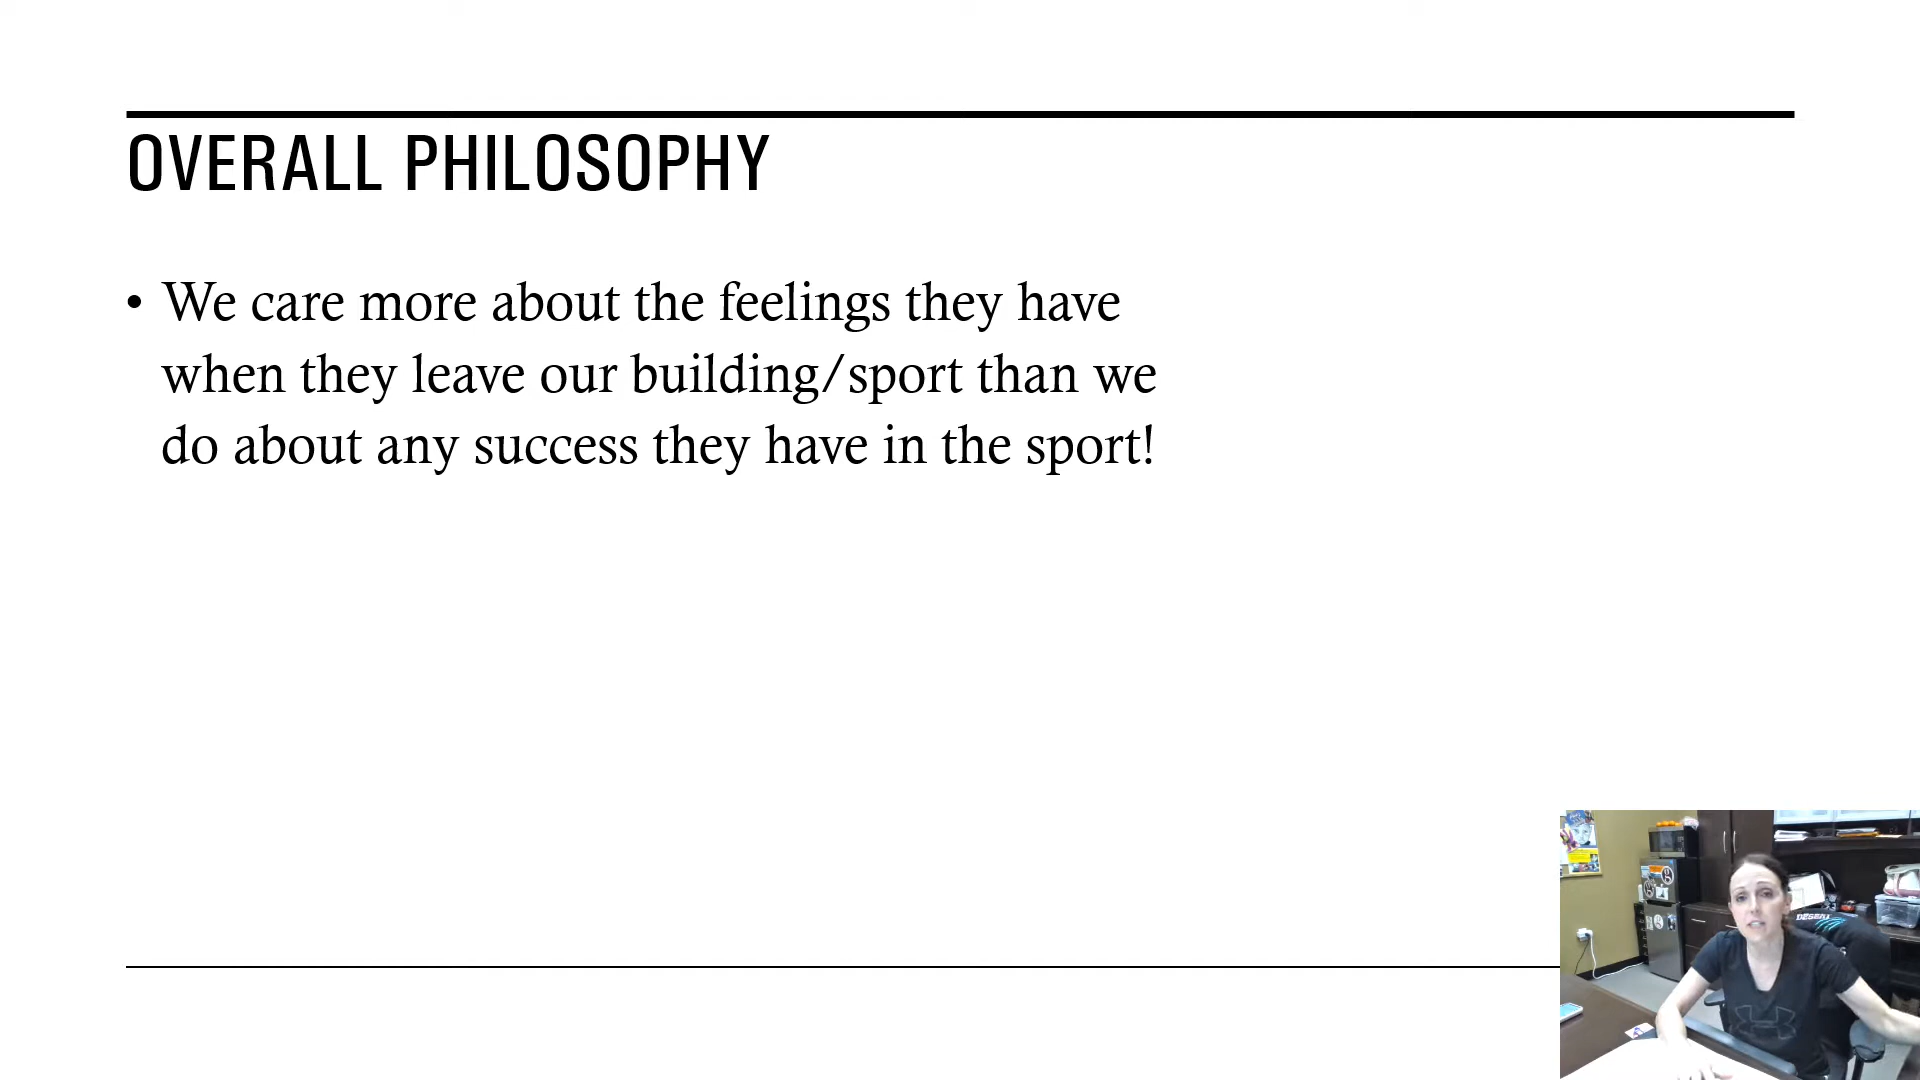 OVERALL PHILOSOPHY
• We care more about the feelings they have
when they leave our building/sport than we
do about any success they have in the sport!
DESERT